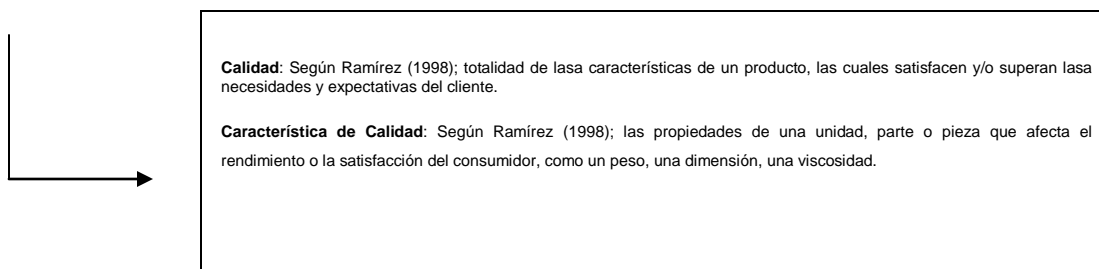 Calidad: Según Ramírez (1998); totalidad de lasa características de un producto, las cuales satisfacen y/o superan lasa
necesidades y expectativas del cliente.
Característica de Calidad: Según Ramírez (1998); las propiedades de una unidad, parte o pieza que afecta el
rendimiento o la satisfacción del consumidor, como un peso, una dimensión, una viscosidad.